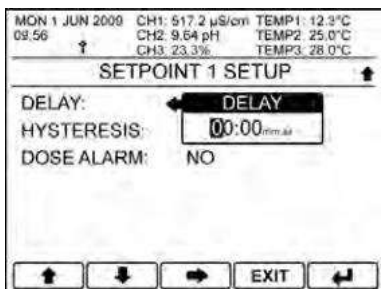 MON 1 JUN 2009 CH1: 517.2 µS/cm TEMP1: 12.3°C
09:56 CH2: 9.64 pH TEMP2: 25.0°C
CH3: 23.3% TEMP3: 28.0°C
SETPOINT 1 SETUP
DELAY: DELAY
HYSTERESIS: 00:00 mm:ss
DOSE ALARM: NO
EXIT